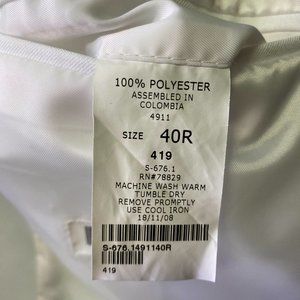 100% POLYESTER
ASSEMBLED IN
COLOMBIA
4911
SIZE 40R
419
S-676.1
RN#78829
MACHINE WASH WARM
TUMBLE DRY
REMOVE PROMPTLY
USE COOL IRON
18/11/08
S-676.1491140R
419